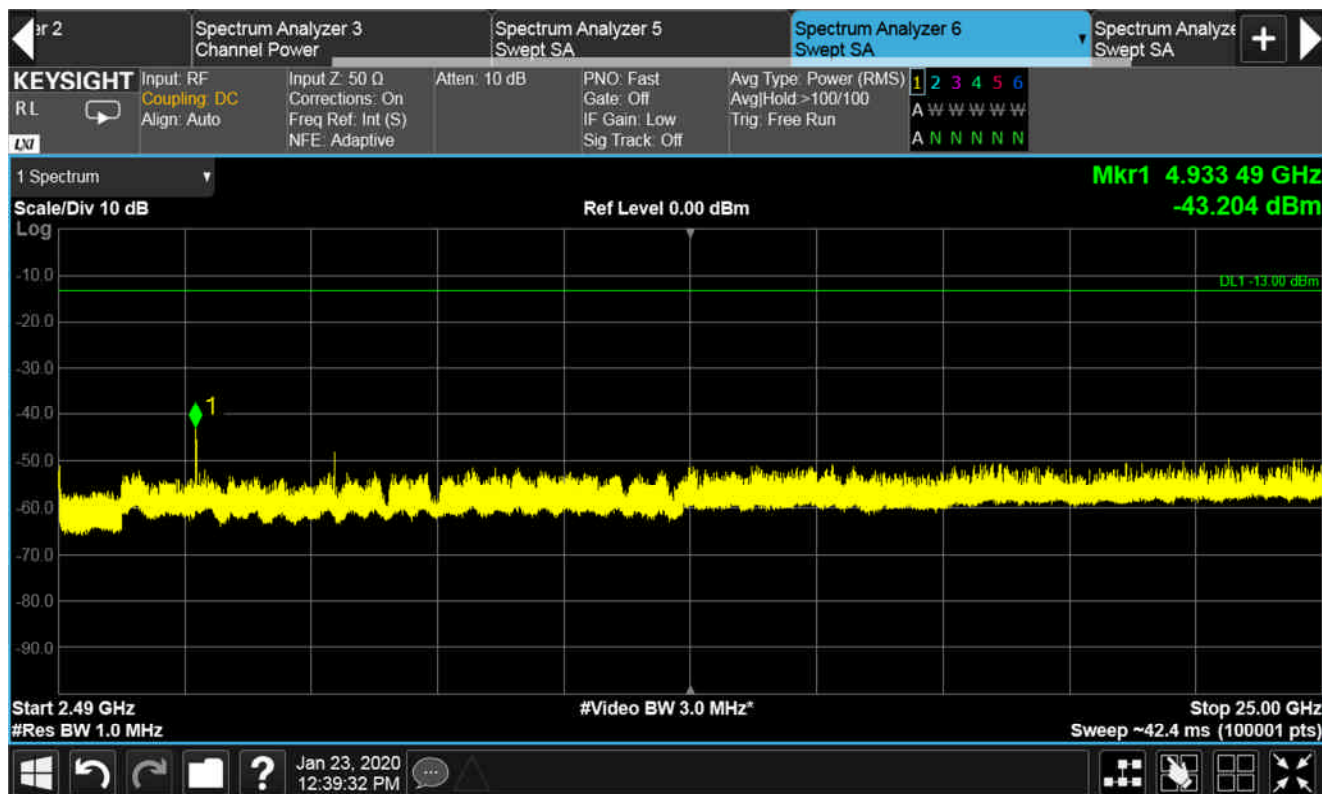 er 2
Spectrum Analyzer 3
Channel Power
Spectrum Analyzer 5
Swept SA
Spectrum Analyzer 6
Swept SA
Spectrum Analyze
Swept SA
+
KEYSIGHT
RL
LXI
Input: RF
Coupling: DC
Align: Auto
Input Z: 50 Ω
Corrections: On
Freq Ref: Int (S)
NFE: Adaptive
Atten: 10 dB
PNO: Fast
Gate: Off
IF Gain: Low
Sig Track: Off
Avg Type: Power (RMS)
Avg|Hold:>100/100
Trig: Free Run
1 2 3 4 5 6
A W W W W W
A N N N N N
1 Spectrum
Mkr1 4.933 49 GHz
-43.204 dBm
Scale/Div 10 dB
Ref Level 0.00 dBm
Log
-10.0
DL1 -13.00 dBm
-20.0
-30.0
-40.0
1
-50.0
-60.0
-70.0
-80.0
-90.0
Start 2.49 GHz
#Video BW 3.0 MHz*
Stop 25.00 GHz
#Res BW 1.0 MHz
Sweep ~42.4 ms (100001 pts)
?
Jan 23, 2020
12:39:32 PM